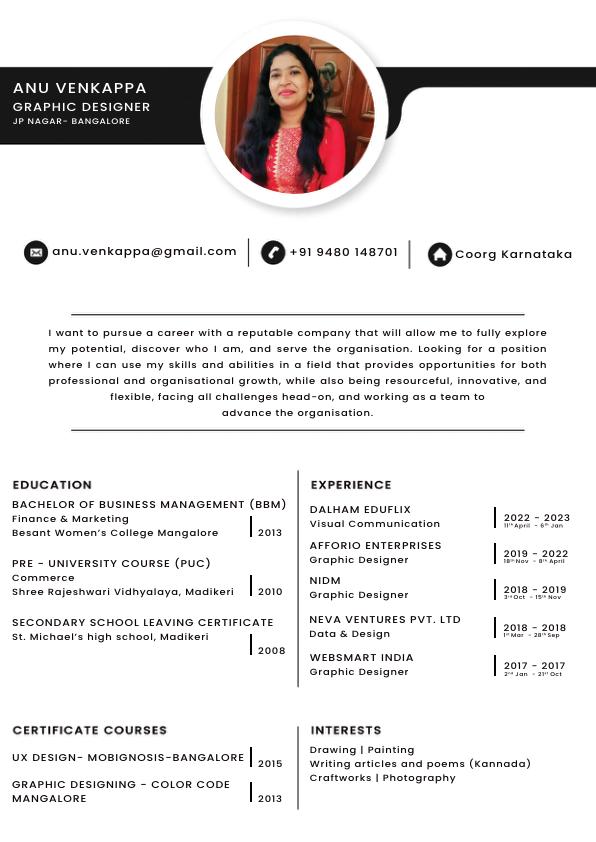 ANU VENKAPPA
GRAPHIC DESIGNER
JP NAGAR- BANGALORE
anu.venkappa@gmail.com
+91 9480 148701
Coorg Karnataka
I want to pursue a career with a reputable company that will allow me to fully explore
my potential, discover who I am, and serve the organisation. Looking for a position
where I can use my skills and abilities in a field that provides opportunities for both
professional and organisational growth, while also being resourceful, innovative, and
flexible, facing all challenges head-on, and working as a team to
advance the organisation.
EDUCATION
BACHELOR OF BUSINESS MANAGEMENT (BBM)
Finance & Marketing
Besant Women's College Mangalore
2013
PRE - UNIVERSITY COURSE (PUC)
Commerce
Shree Rajeshwari Vidhyalaya, Madikeri
2010
SECONDARY SCHOOL LEAVING CERTIFICATE
St. Michael's high school, Madikeri
2008
EXPERIENCE
DALHAM EDUFLIX
Visual Communication
2022 - 2023
11th April - 6th Jan
AFFORIO ENTERPRISES
Graphic Designer
2019 - 2022
18th Nov - 8th April
NIDM
Graphic Designer
2018 - 2019
3rd Oct - 15th Nov
NEVA VENTURES PVT. LTD
Data & Design
2018 - 2018
1st Mar - 28th Sep
WEBSMART INDIA
Graphic Designer
2017 - 2017
2nd Jan - 21st Oct
CERTIFICATE COURSES
UX DESIGN- MOBIGNOSIS-BANGALORE
2015
GRAPHIC DESIGNING - COLOR CODE
MANGALORE
2013
INTERESTS
Drawing | Painting
Writing articles and poems (Kannada)
Craftworks | Photography